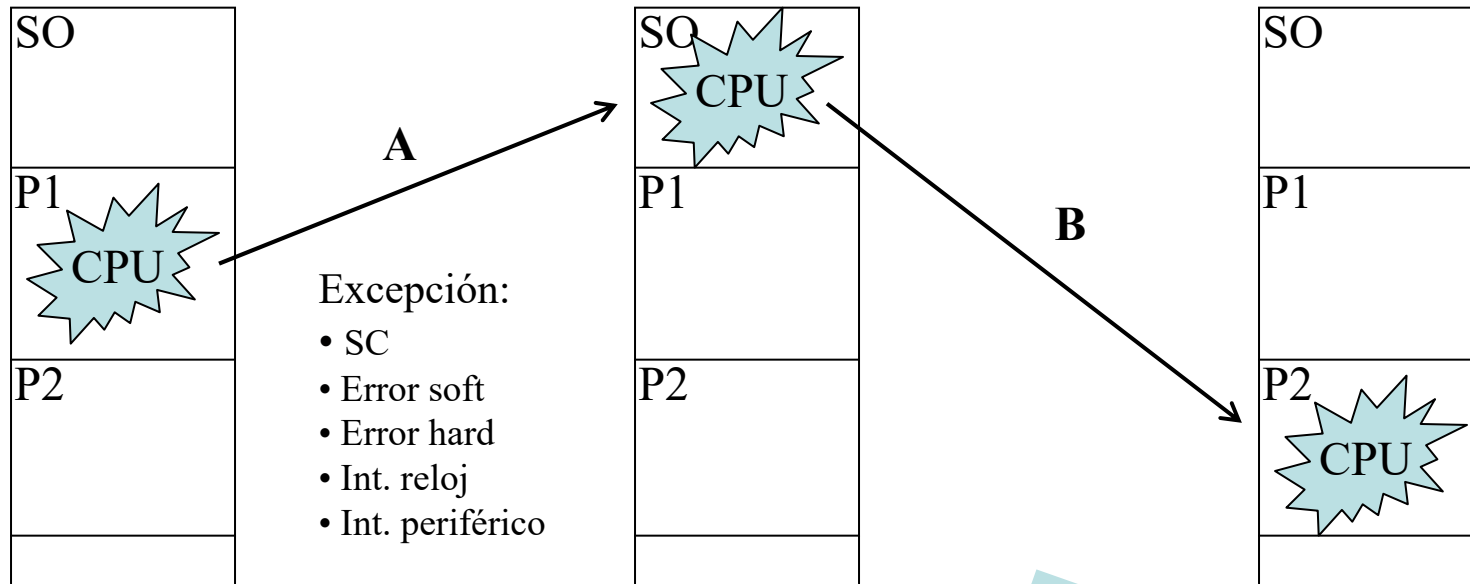 SO
CPU
P1
P2
A
Excepción:
• SC
• Error soft
• Error hard
• Int. reloj
• Int. periférico
SO
CPU
P1
P2
B
SO
P1
P2
CPU